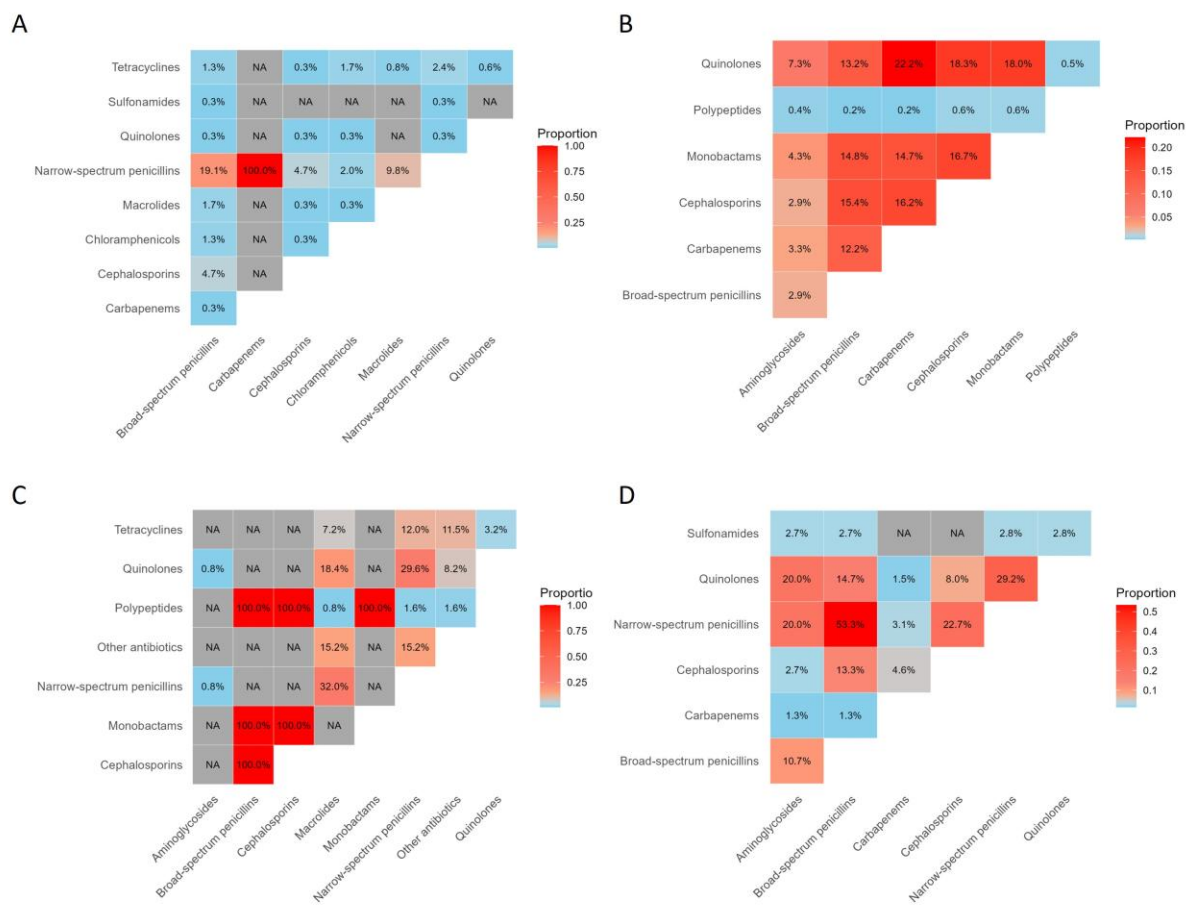 A
Tetracyclines 1.3% NA 0.3% 1.7% 0.8% 2.4% 0.6%
Sulfonamides 0.3% NA NA NA NA 0.3% NA
Quinolones 0.3% NA 0.3% 0.3% NA 0.3%
Narrow-spectrum penicillins 19.1% 100.0% 4.7% 2.0% 9.8%
Macrolides 1.7% NA 0.3% 0.3%
Chloramphenicols 1.3% NA 0.3%
Cephalosporins 4.7% NA
Carbapenems 0.3%
Broad-spectrum penicillins
Carbapenems
Cephalosporins
Chloramphenicols
Macrolides
Narrow-spectrum penicillins
Quinolones
Proportion
1.00
0.75
0.50
0.25
B
Quinolones 7.3% 13.2% 22.2% 18.3% 18.0% 0.5%
Polypeptides 0.4% 0.2% 0.2% 0.6% 0.6%
Monobactams 4.3% 14.8% 14.7% 16.7%
Cephalosporins 2.9% 15.4% 16.2%
Carbapenems 3.3% 12.2%
Broad-spectrum penicillins 2.9%
Aminoglycosides
Broad-spectrum penicillins
Carbapenems
Cephalosporins
Monobactams
Polypeptides
Proportion
0.20
0.15
0.10
0.05
C
Tetracyclines NA NA NA 7.2% NA 12.0% 11.5% 3.2%
Quinolones 0.8% NA NA 18.4% NA 29.6% 8.2%
Polypeptides NA 100.0% 100.0% 0.8% 100.0% 1.6% 1.6%
Other antibiotics NA NA NA 15.2% NA 15.2%
Narrow-spectrum penicillins 0.8% NA NA 32.0% NA
Monobactams NA 100.0% 100.0% NA
Cephalosporins NA 100.0%
Aminoglycosides
Broad-spectrum penicillins
Cephalosporins
Macrolides
Monobactams
Narrow-spectrum penicillins
Other antibiotics
Quinolones
Proportio
1.00
0.75
0.50
0.25
D
Sulfonamides 2.7% 2.7% NA NA 2.8% 2.8%
Quinolones 20.0% 14.7% 1.5% 8.0% 29.2%
Narrow-spectrum penicillins 20.0% 53.3% 3.1% 22.7%
Cephalosporins 2.7% 13.3% 4.6%
Carbapenems 1.3% 1.3%
Broad-spectrum penicillins 10.7%
Aminoglycosides
Broad-spectrum penicillins
Carbapenems
Cephalosporins
Narrow-spectrum penicillins
Quinolones
Proportion
0.5
0.4
0.3
0.2
0.1